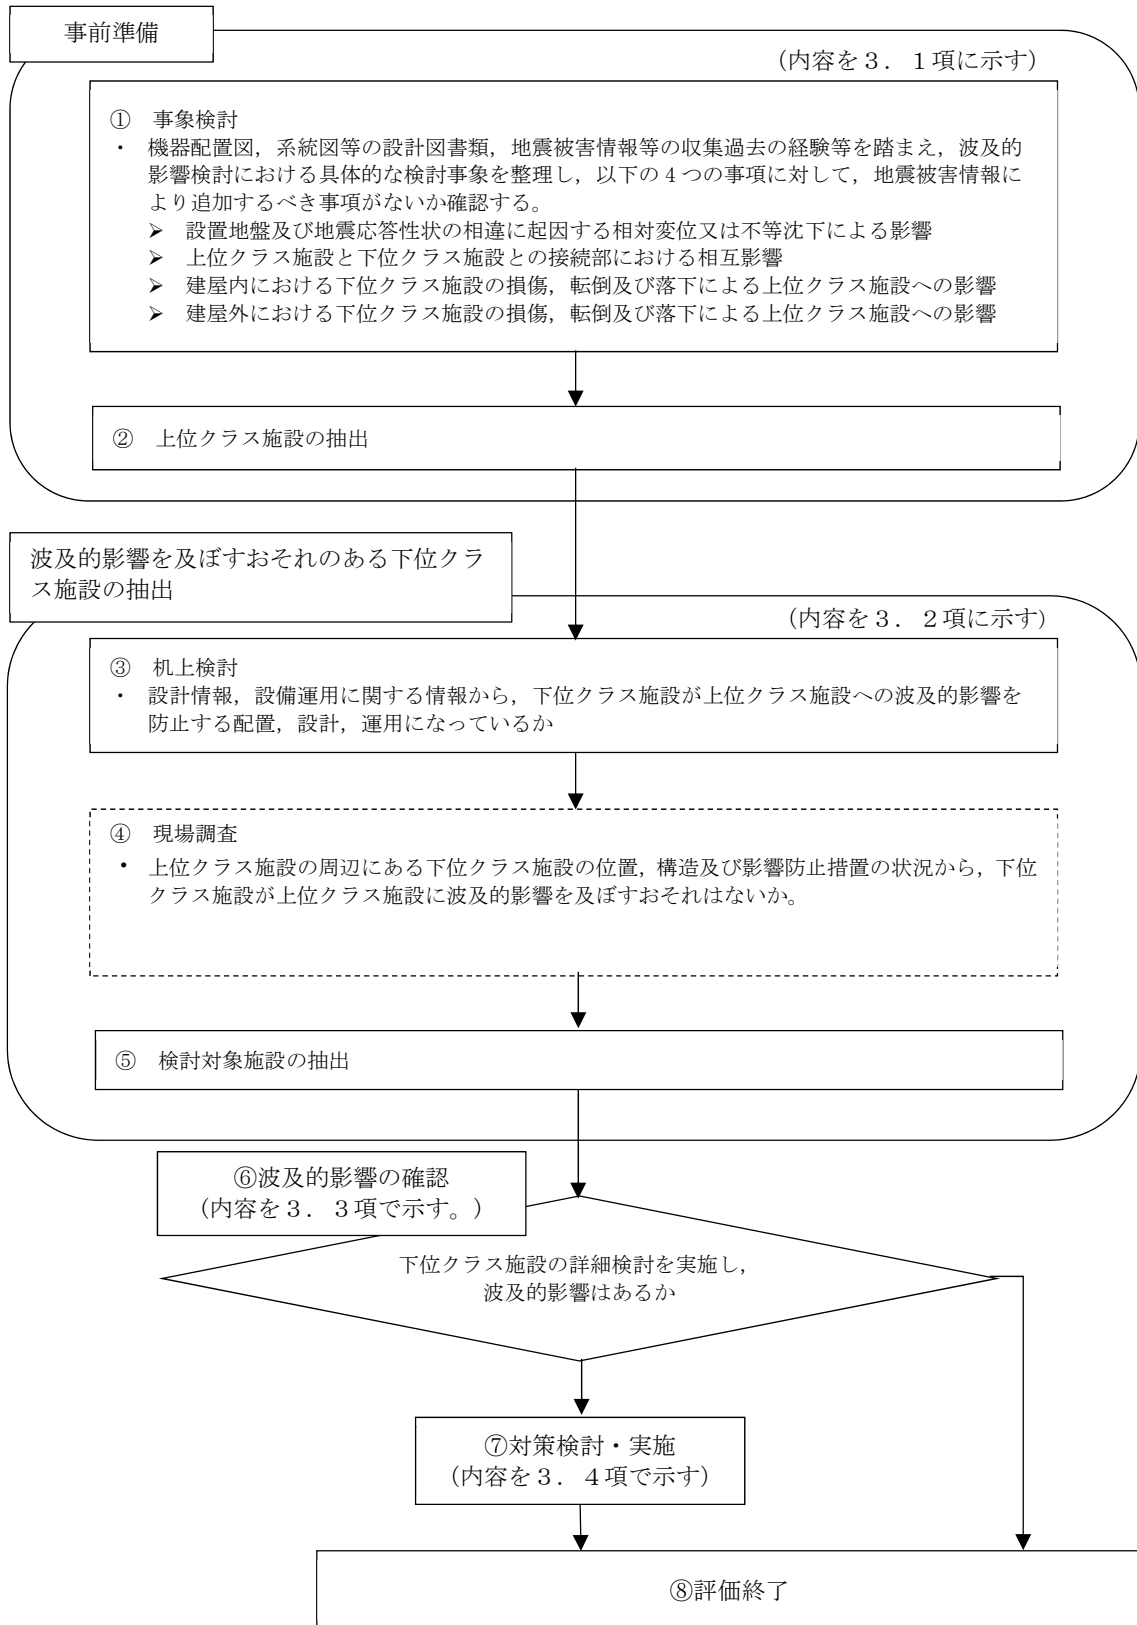 事前準備
（内容を３．１項に示す）
①　事象検討
・　機器配置図，系統図等の設計図書類，地震被害情報等の収集過去の経験等を踏まえ，波及的
影響検討における具体的な検討事象を整理し，以下の４つの事項に対して，地震被害情報に
より追加するべき事項がないか確認する。
➢　設置地盤及び地震応答性状の相違に起因する相対変位又は不等沈下による影響
➢　上位クラス施設と下位クラス施設との接続部における相互影響
➢　建屋内における下位クラス施設の損傷，転倒及び落下による上位クラス施設への影響
➢　建屋外における下位クラス施設の損傷，転倒及び落下による上位クラス施設への影響
②　上位クラス施設の抽出
波及的影響を及ぼすおそれのある下位クラ
ス施設の抽出
（内容を３．２項に示す）
③　机上検討
・　設計情報，設備運用に関する情報から，下位クラス施設が上位クラス施設への波及的影響を
防止する配置，設計，運用になっているか
④　現場調査
・　上位クラス施設の周辺にある下位クラス施設の位置，構造及び影響防止措置の状況から，下位
クラス施設が上位クラス施設に波及的影響を及ぼすおそれはないか。
⑤　検討対象施設の抽出
⑥波及的影響の確認
（内容を３．３項で示す。）
下位クラス施設の詳細検討を実施し，
波及的影響はあるか
⑦対策検討・実施
（内容を３．４項で示す）
⑧評価終了